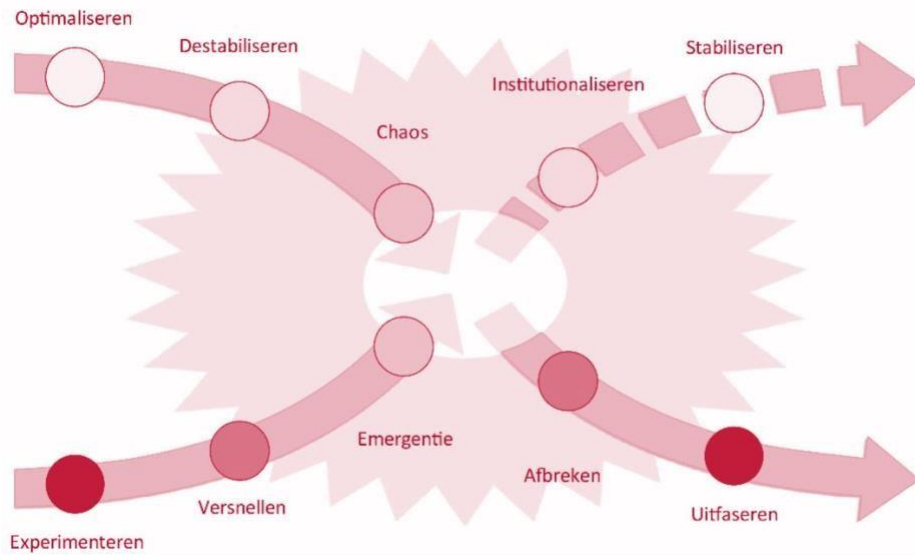 Optimaliseren
Destabiliseren
Chaos
Institutionaliseren
Stabiliseren
Emergentie
Versnellen
Experimenteren
Afbreken
Uitfaseren